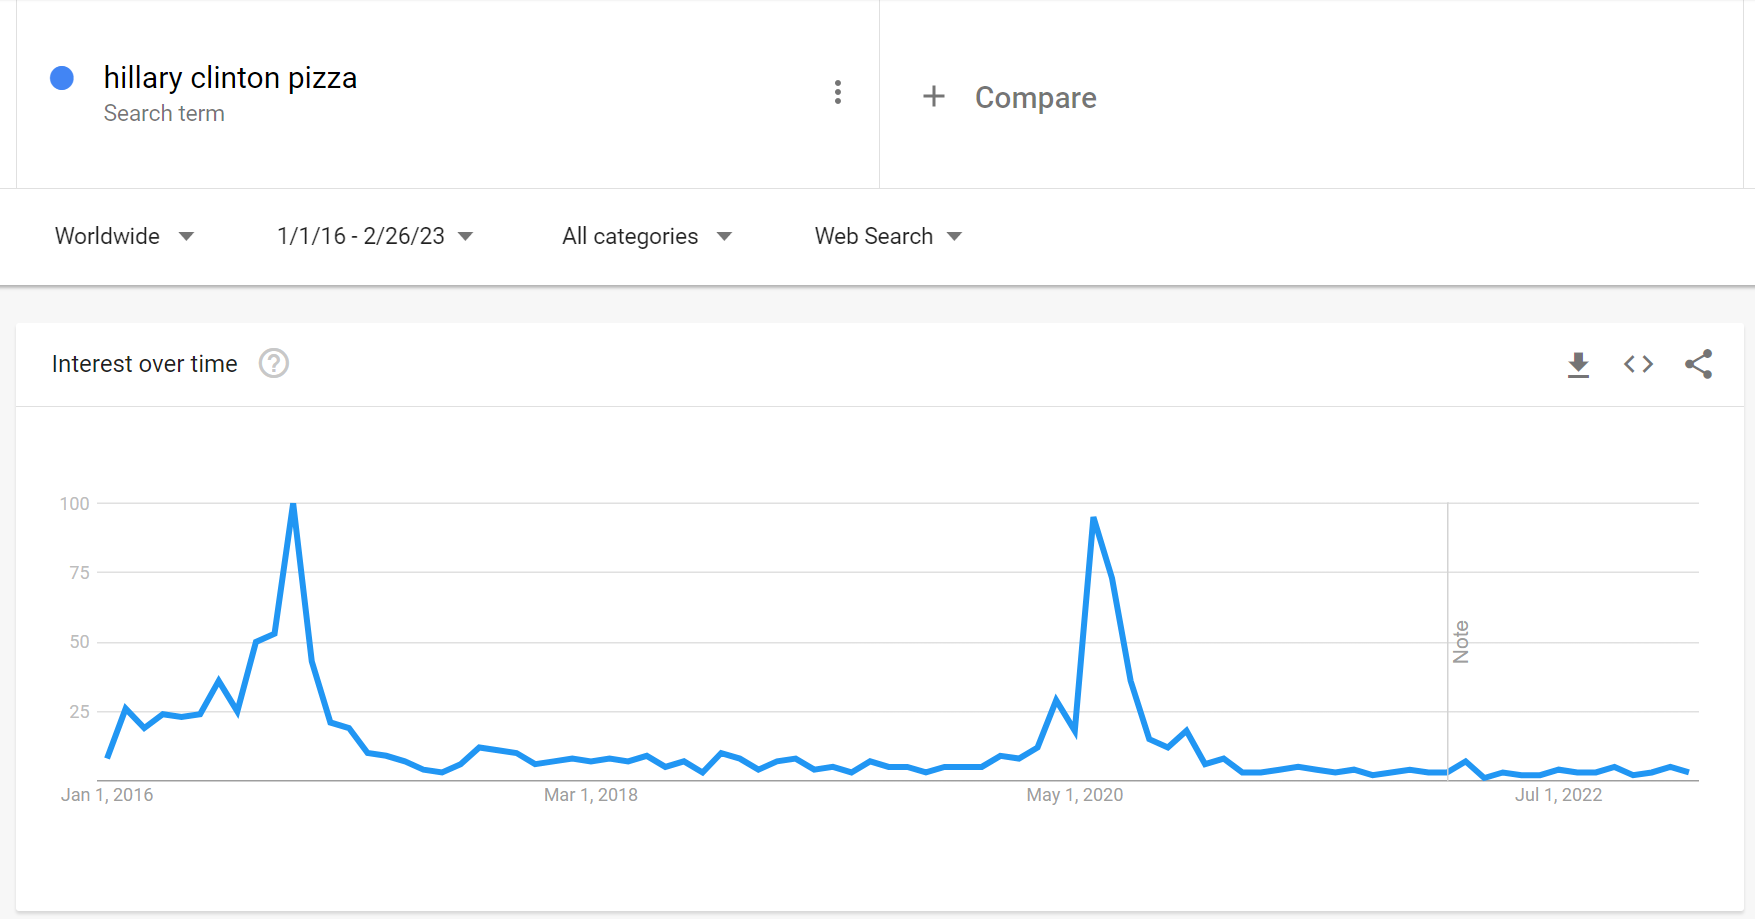 hillary clinton pizza
Search term
+ Compare
Worldwide
1/1/16 - 2/26/23
All categories
Web Search
Interest over time ?
100
75
50
25
Note
Jan 1, 2016
Mar 1, 2018
May 1, 2020
Jul 1, 2022